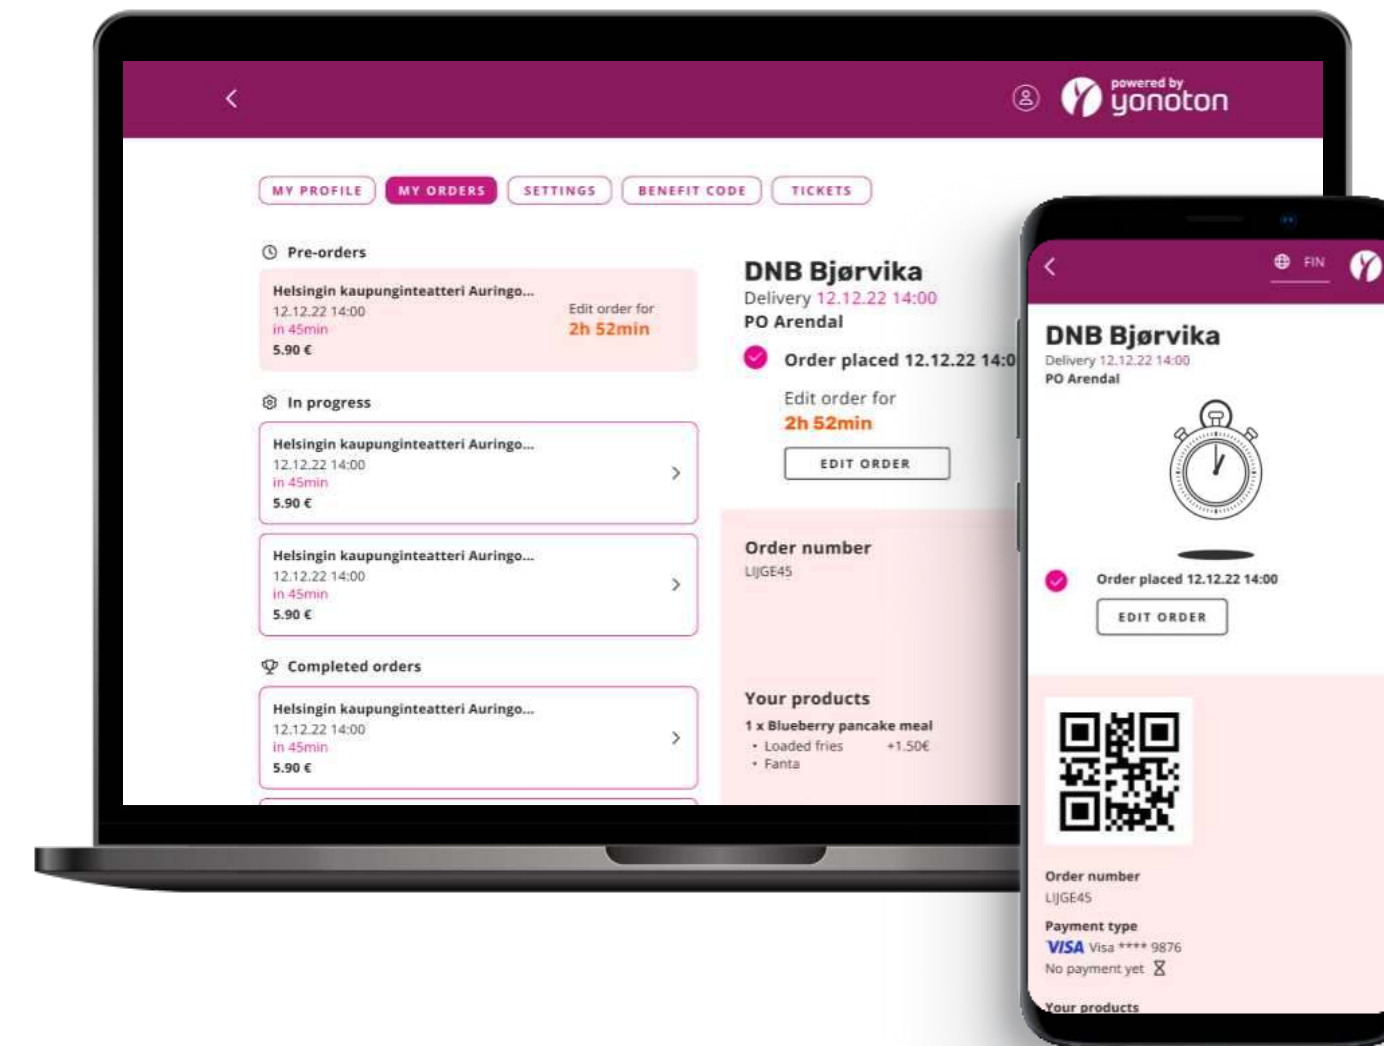 powered by
yonoton
MY PROFILE
MY ORDERS
SETTINGS
BENEFIT CODE
TICKETS
Pre-orders
Helsingin kaupunginteatteri Auringo...
12.12.22 14:00
in 45min
5.90 €
Edit order for
2h 52min
In progress
Helsingin kaupunginteatteri Auringo...
12.12.22 14:00
in 45min
5.90 €
Helsingin kaupunginteatteri Auringo...
12.12.22 14:00
in 45min
5.90 €
Completed orders
Helsingin kaupunginteatteri Auringo...
12.12.22 14:00
in 45min
5.90 €
DNB Bjørvika
Delivery 12.12.22 14:00
PO Arendal
Order placed 12.12.22 14:0
Edit order for
2h 52min
EDIT ORDER
Order number
LIJGE45
Your products
1 x Blueberry pancake meal
• Loaded fries +1.50€
• Fanta
FIN
DNB Bjørvika
Delivery 12.12.22 14:00
PO Arendal
Order placed 12.12.22 14:00
EDIT ORDER
Order number
LIJGE45
Payment type
VISA Visa **** 9876
No payment yet
Your products